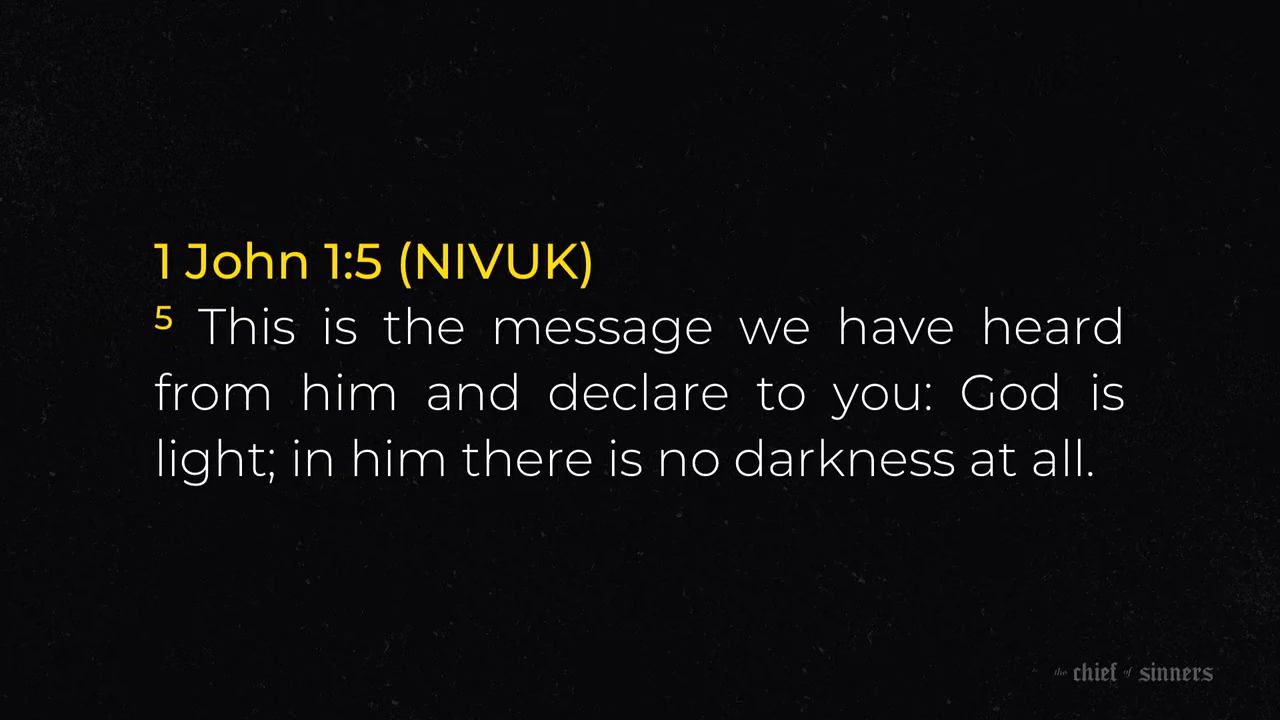 1 John 1:5 (NIVUK)
5 This is the message we have heard
from him and declare to you: God is
light; in him there is no darkness at all.
the chief of sinners